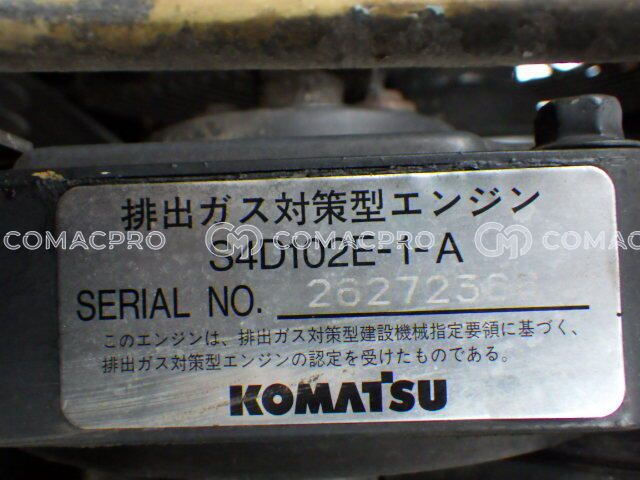 排出ガス対策型エンジン
COMACPRO COMACPRO COMACPRO
S4D102E-1-A
SERIAL NO.
このエンジンは、排出ガス対策型建設機械指定要領に基づく、
排出ガス対策型エンジンの認定を受けたものである。
KOMATSU